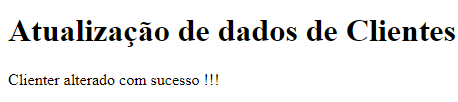 Atualização de dados de Clientes
Clienter alterado com sucesso !!!